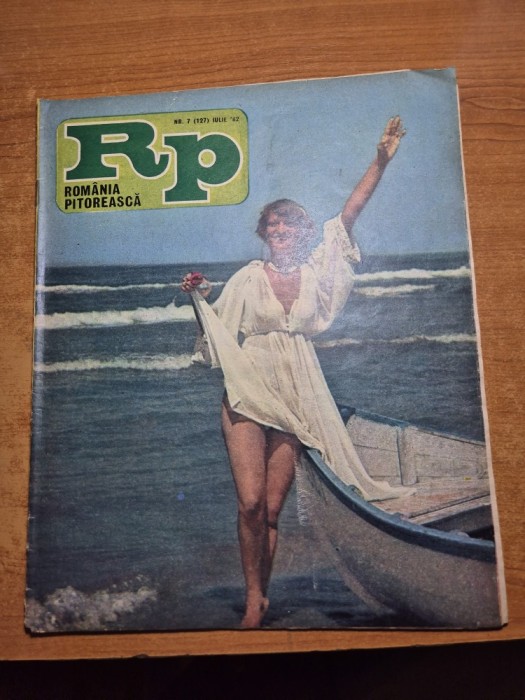 NR. 7 (127) IULIE '82
Rp
ROMÂNIA
PITOREASCĂ